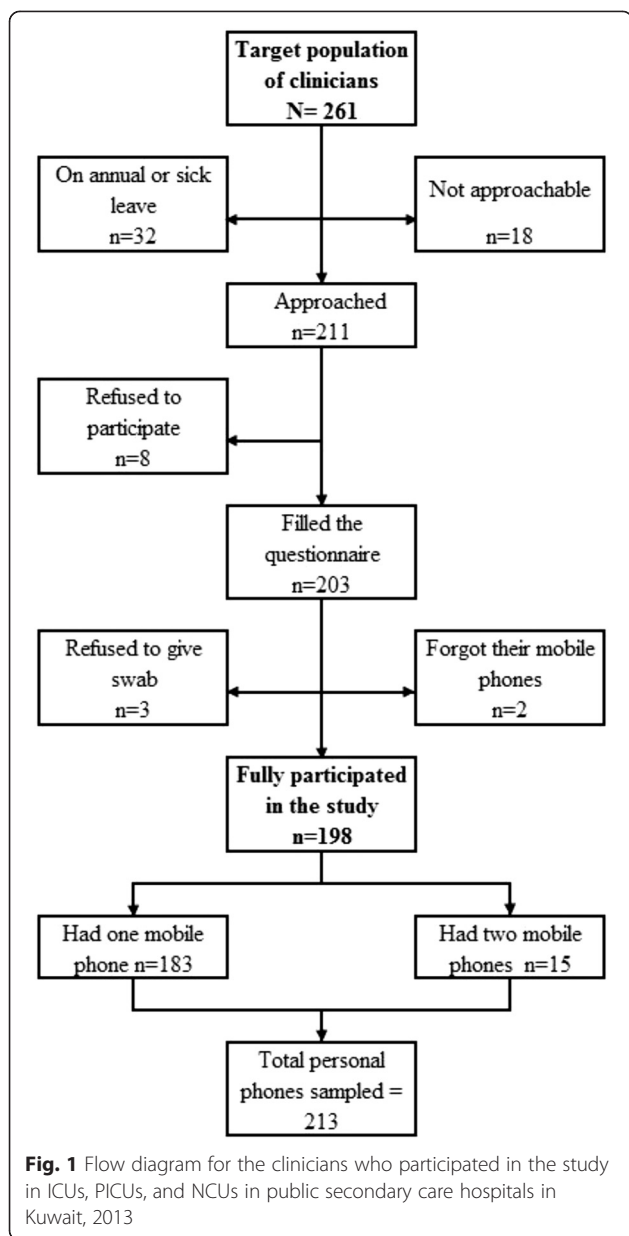 Target population
of clinicians
N= 261
On annual or sick
leave
n=32
Not approachable
n=18
Approached
n=211
Refused to
participate
n=8
Filled the
questionnaire
n=203
Refused to give
swab
n=3
Forgot their mobile
phones
n=2
Fully participated
in the study
n=198
Had one mobile
phone n=183
Had two mobile
phones n=15
Total personal
phones sampled =
213
Fig. 1 Flow diagram for the clinicians who participated in the study
in ICUs, PICUs, and NCUs in public secondary care hospitals in
Kuwait, 2013